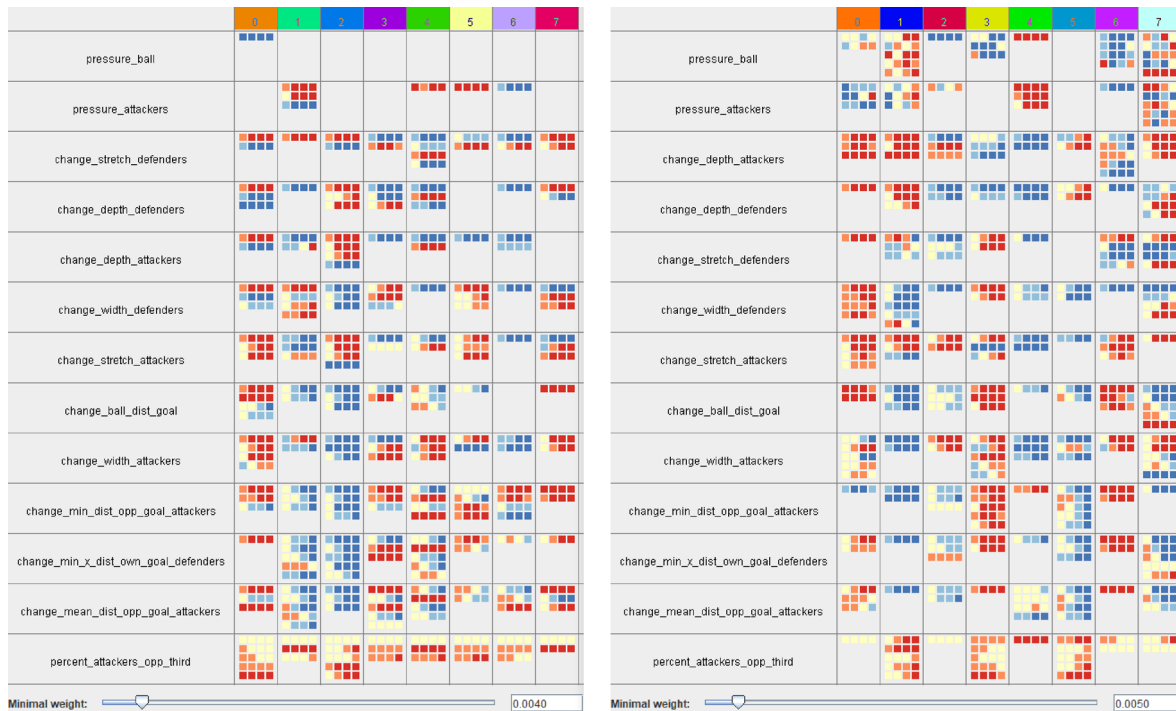 0 1 2 3 4 5 6 7
pressure_ball
pressure_attackers
change_stretch_defenders
change_depth_defenders
change_depth_attackers
change_width_defenders
change_stretch_attackers
change_ball_dist_goal
change_width_attackers
change_min_dist_opp_goal_attackers
change_min_x_dist_own_goal_defenders
change_mean_dist_opp_goal_attackers
percent_attackers_opp_third
Minimal weight: 0.0040
0 1 2 3 4 5 6 7
pressure_ball
pressure_attackers
change_depth_attackers
change_depth_defenders
change_stretch_defenders
change_width_defenders
change_stretch_attackers
change_ball_dist_goal
change_width_attackers
change_min_dist_opp_goal_attackers
change_min_x_dist_own_goal_defenders
change_mean_dist_opp_goal_attackers
percent_attackers_opp_third
Minimal weight: 0.0050